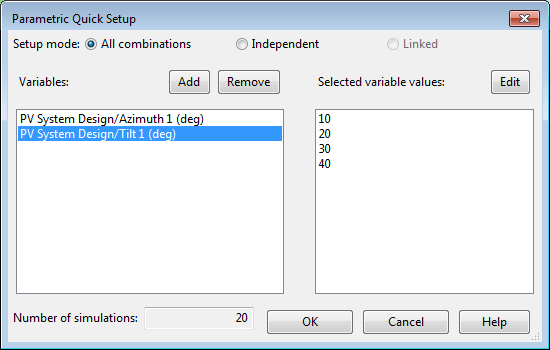 Parametric Quick Setup
Setup mode: All combinations Independent Linked
Variables: Add Remove Selected variable values: Edit
PV System Design/Azimuth 1 (deg)
PV System Design/Tilt 1 (deg)
10
20
30
40
Number of simulations: 20 OK Cancel Help